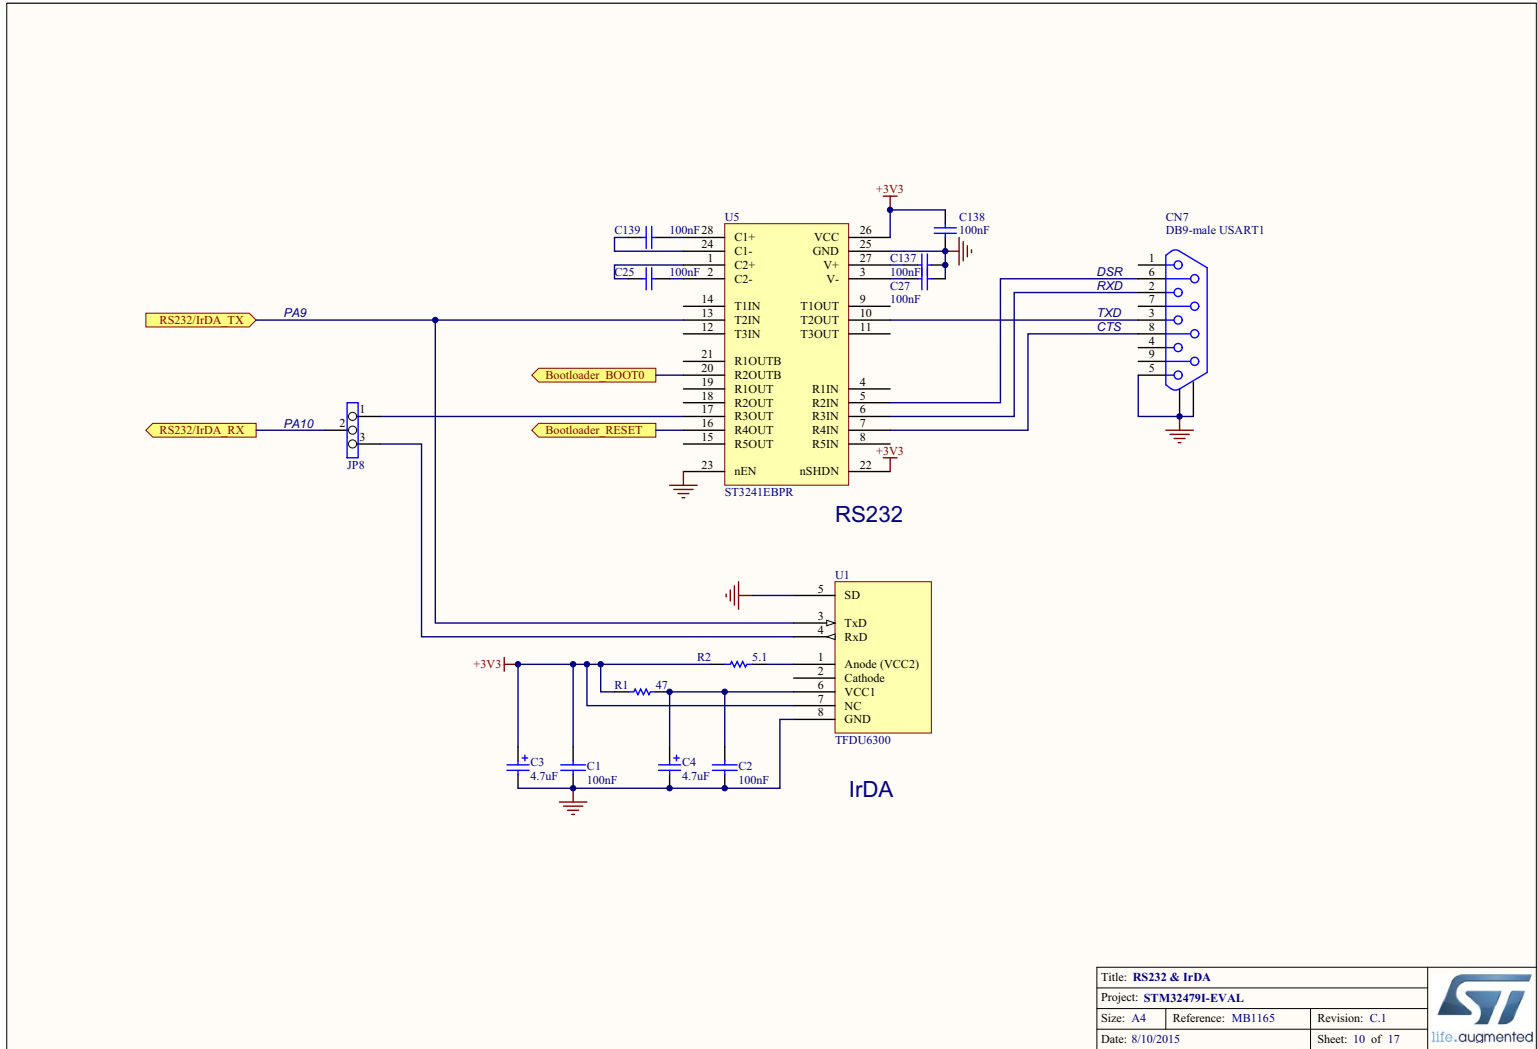 +3V3
U5
C139
100nF
28
24
1
C25
100nF
2
C1+
C1-
C2+
C2-
VCC
GND
V+
V-
26
25
27
3
C138
100nF
C137
100nF
C27
100nF
CN7
DB9-male USART1
DSR
RXD
TXD
CTS
1
6
2
7
3
8
4
9
5
RS232/IrDA_TX
PA9
14
13
12
T1IN
T2IN
T3IN
T1OUT
T2OUT
T3OUT
9
10
11
Bootloader_BOOT0
21
20
19
18
17
16
15
R1OUTB
R2OUTB
R1OUT
R2OUT
R3OUT
R4OUT
R5OUT
R1IN
R2IN
R3IN
R4IN
R5IN
4
5
6
7
8
RS232/IrDA_RX
PA10
2
1
3
JP8
Bootloader_RESET
+3V3
23
nEN
nSHDN
22
ST3241EBPR
RS232
U1
5
SD
3
TxD
4
RxD
+3V3
R2
5.1
1
Anode (VCC2)
2
Cathode
R1
47
6
VCC1
7
NC
8
GND
TFDU6300
+
C3
4.7uF
C1
100nF
+
C4
4.7uF
C2
100nF
IrDA
Title: RS232 & IrDA
Project: STM32479I-EVAL
Size: A4
Reference: MB1165
Revision: C.1
Date: 8/10/2015
Sheet: 10 of 17
ST
life.augmented